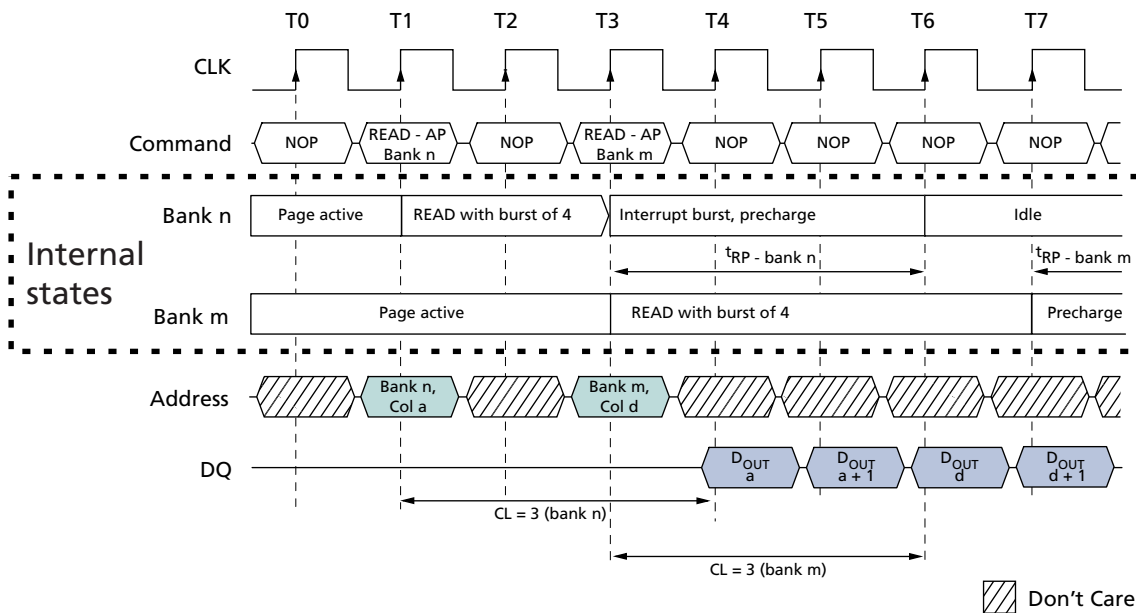 T0 T1 T2 T3 T4 T5 T6 T7
CLK
Command NOP READ - AP Bank n NOP READ - AP Bank m NOP NOP NOP NOP
Internal states
Bank n Page active READ with burst of 4 Interrupt burst, precharge Idle
tRP - bank n tRP - bank m
Bank m Page active READ with burst of 4 Precharge
Address Bank n, Col a Bank m, Col d
DQ DOUT a DOUT a + 1 DOUT d DOUT d + 1
CL = 3 (bank n)
CL = 3 (bank m)
Don't Care